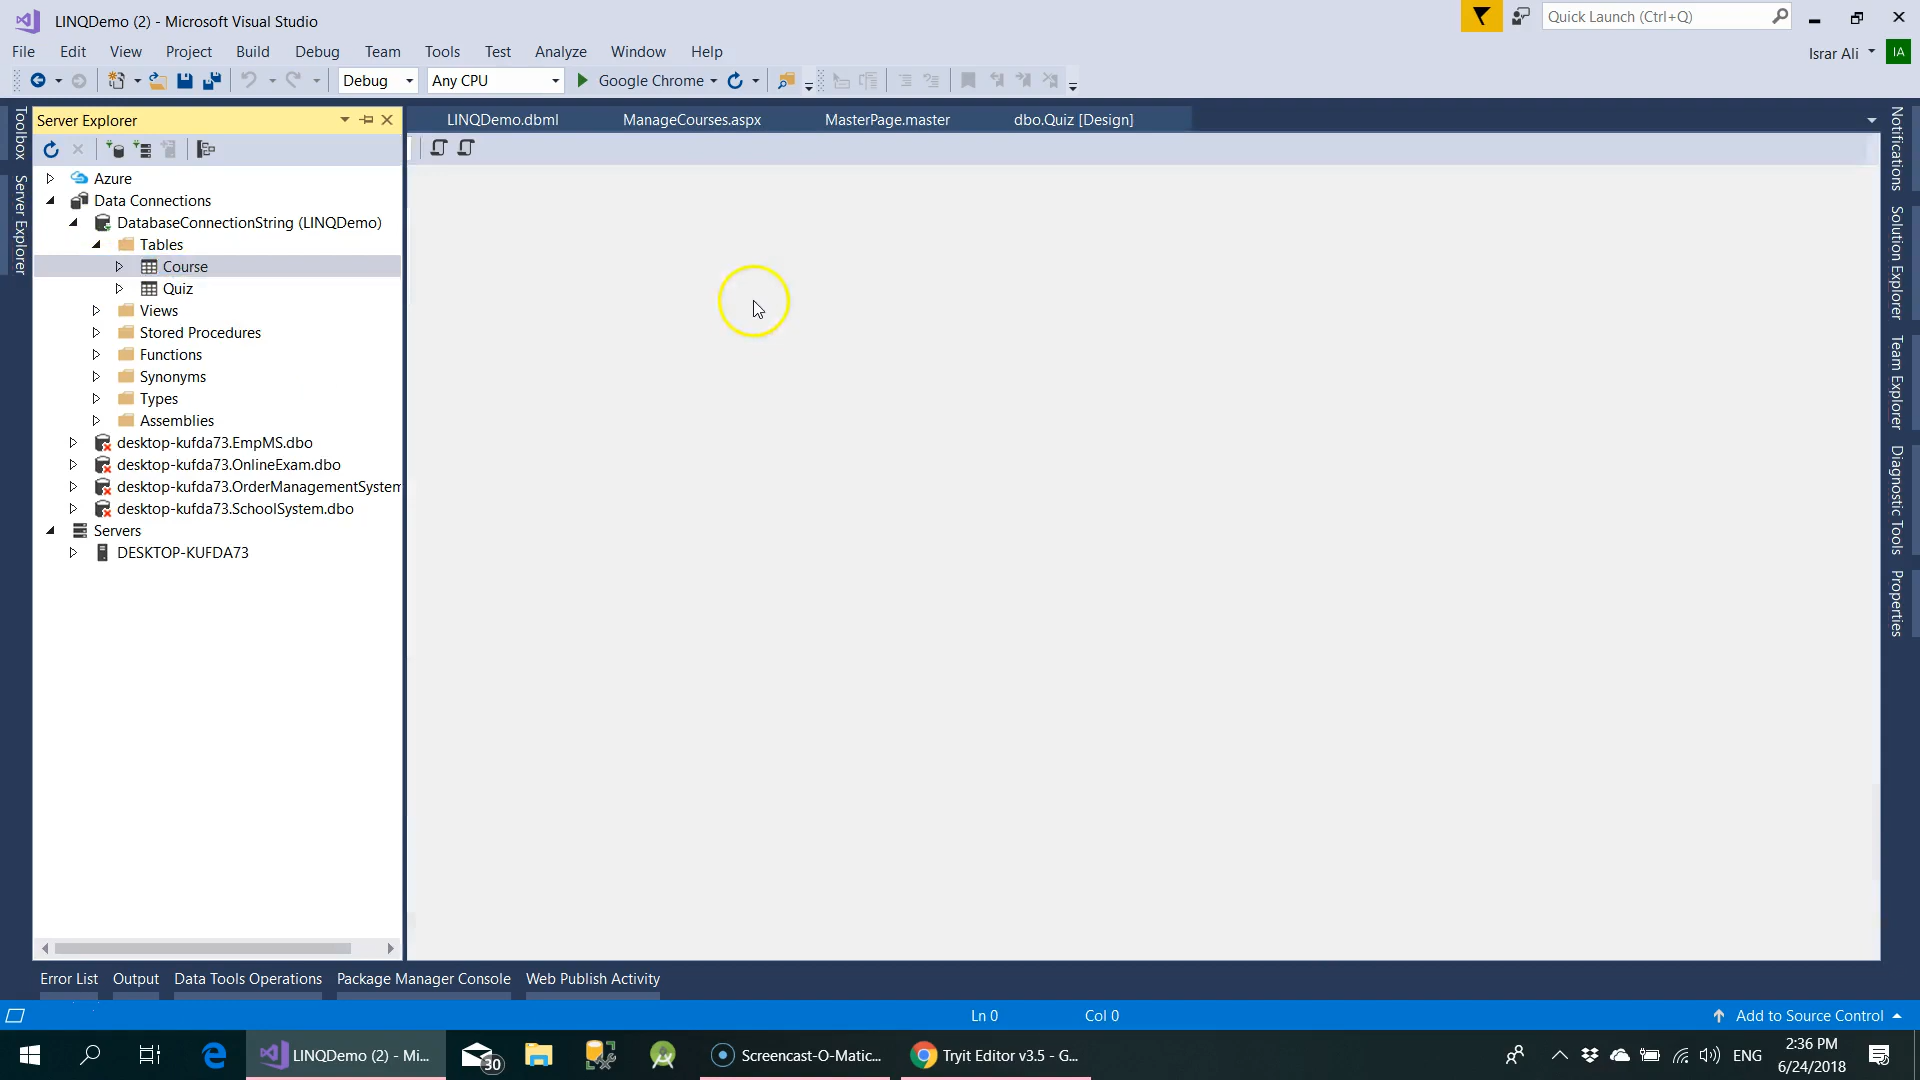 LINQDemo (2) - Microsoft Visual Studio
Quick Launch (Ctrl+Q)
File Edit View Project Build Debug Team Tools Test Analyze Window Help
Israr Ali IA
Debug Any CPU Google Chrome
Toolbox
Server Explorer
Server Explorer
Azure
Data Connections
DatabaseConnectionString (LINQDemo)
Tables
Course
Quiz
Views
Stored Procedures
Functions
Synonyms
Types
Assemblies
desktop-kufda73.EmpMS.dbo
desktop-kufda73.OnlineExam.dbo
desktop-kufda73.OrderManagementSystem
desktop-kufda73.SchoolSystem.dbo
Servers
DESKTOP-KUFDA73
LINQDemo.dbml ManageCourses.aspx MasterPage.master dbo.Quiz [Design]
Notifications
Solution Explorer
Team Explorer
Diagnostic Tools
Properties
Error List Output Data Tools Operations Package Manager Console Web Publish Activity
Ln 0 Col 0 Add to Source Control
LINQDemo (2) - Mi...
30
Screencast-O-Matic...
Tryit Editor v3.5 - G...
ENG
2:36 PM
6/24/2018